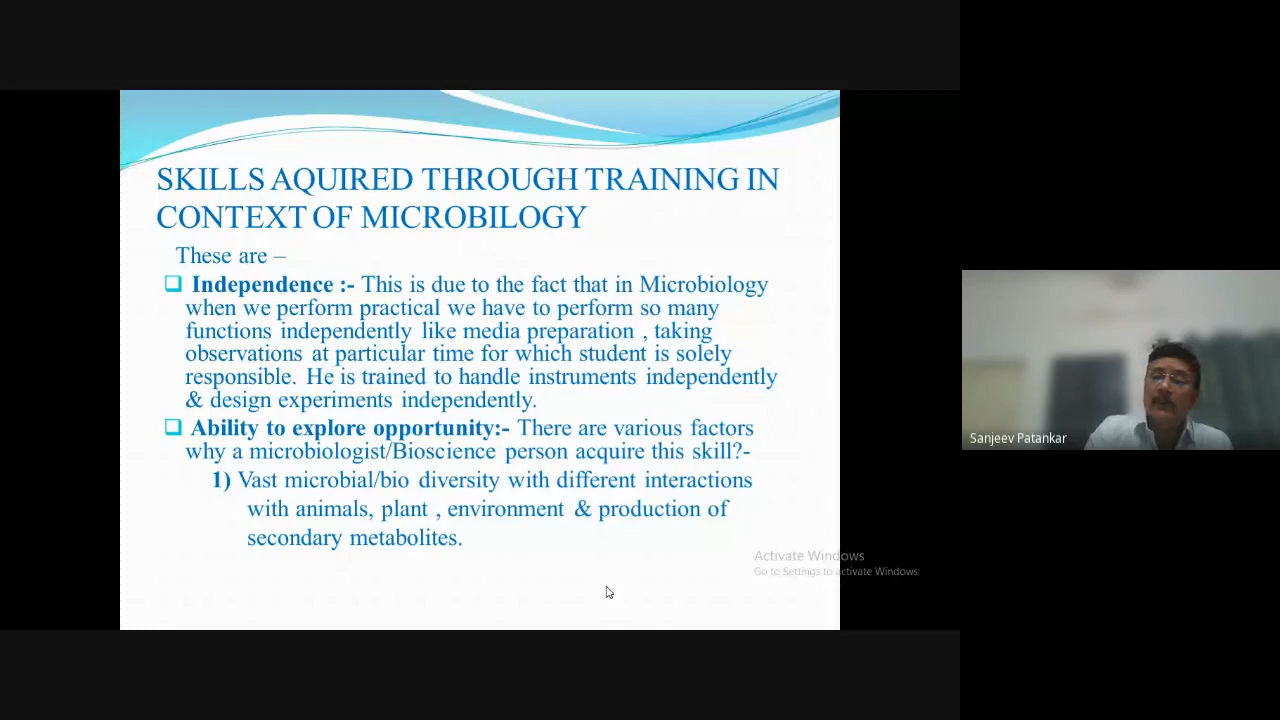 SKILLS AQUIRED THROUGH TRAINING IN
CONTEXT OF MICROBILOGY
These are –
Independence :- This is due to the fact that in Microbiology
when we perform practical we have to perform so many
functions independently like media preparation , taking
observations at particular time for which student is solely
responsible. He is trained to handle instruments independently
& design experiments independently.
Ability to explore opportunity:- There are various factors
why a microbiologist/Bioscience person acquire this skill?-
1) Vast microbial/bio diversity with different interactions
with animals, plant , environment & production of
secondary metabolites.
Activate Windows
Go to Settings to activate Windows.
Sanjeev Patankar